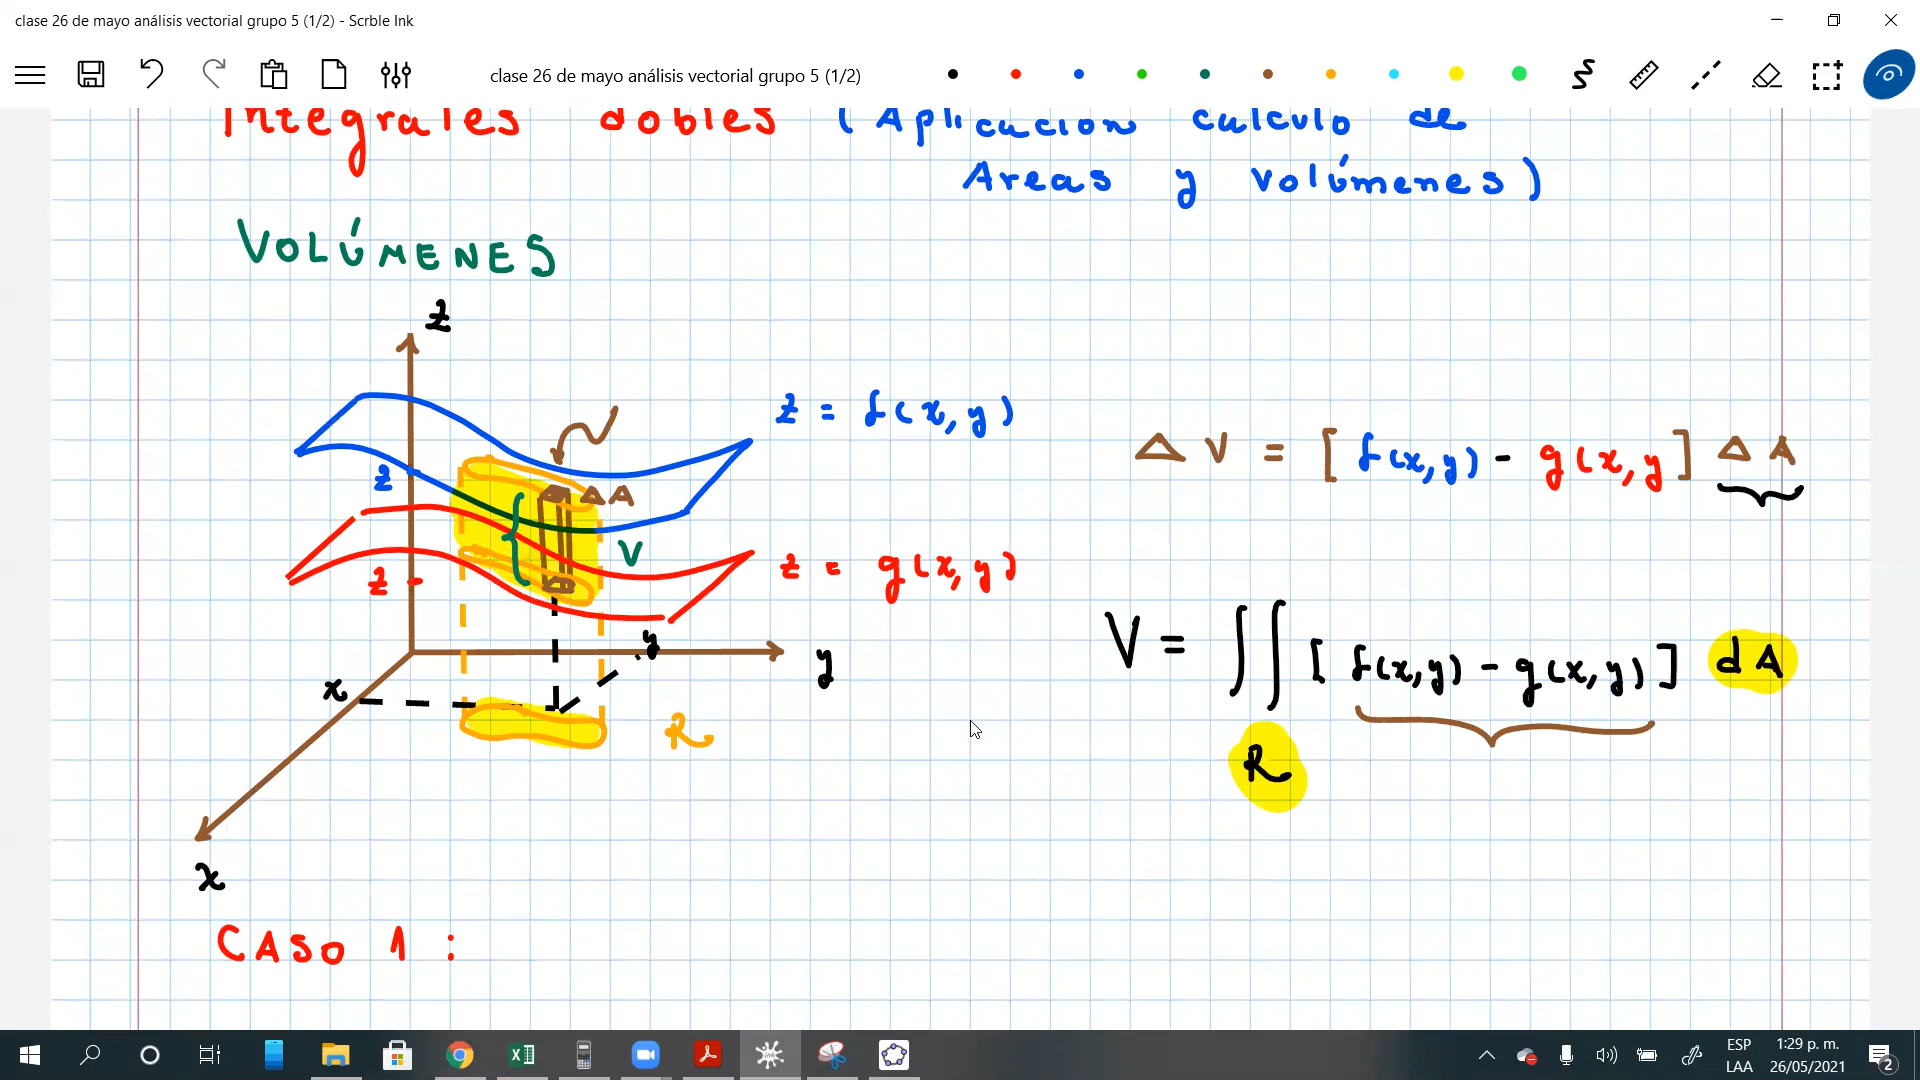 clase 26 de mayo análisis vectorial grupo 5 (1/2) - Scrble Ink
clase 26 de mayo análisis vectorial grupo 5 (1/2)
Integrales dobles (Aplicación calculo de
Areas y volúmenes)
VOLÚMENES
z
z = f(x,y)
z
ΔA
ΔV = [f(x,y) - g(x,y] ΔA
V
z = g(x,y)
z
y
V = ∬ [f(x,y) - g(x,y)] dA
R
x
y
R
x
CASO 1 :
ESP
LAA
1:29 p. m.
26/05/2021
2